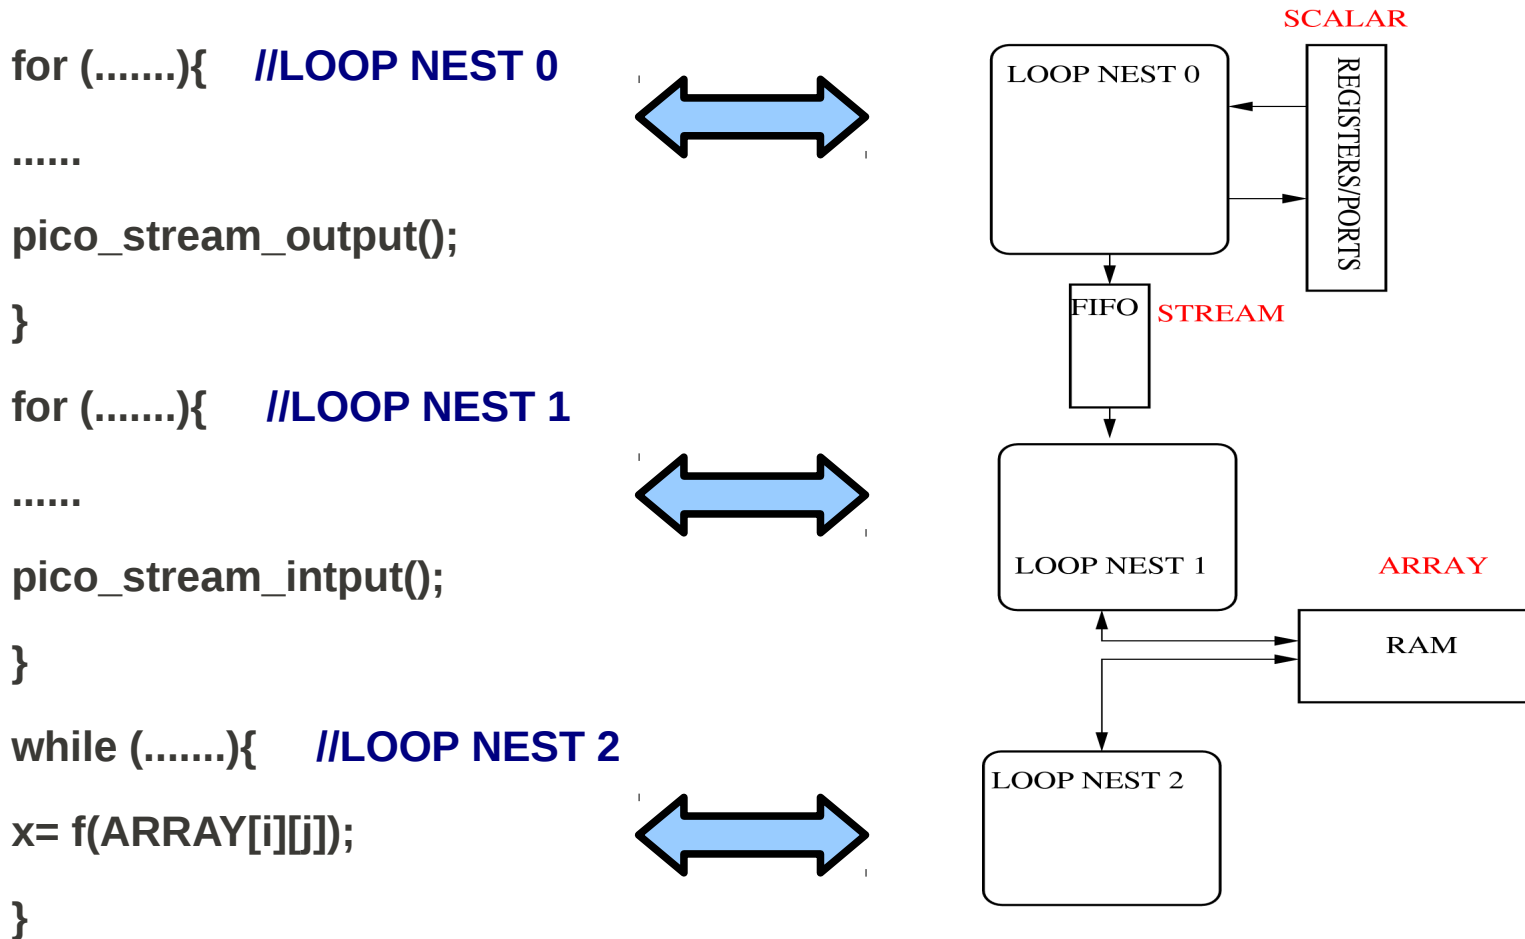 for (.......){ //LOOP NEST 0
......
pico_stream_output();
}
for (.......){ //LOOP NEST 1
......
pico_stream_intput();
}
while (.......){ //LOOP NEST 2
x= f(ARRAY[i][j]);
}
SCALAR
LOOP NEST 0
REGISTERS/PORTS
FIFO
STREAM
LOOP NEST 1
ARRAY
RAM
LOOP NEST 2